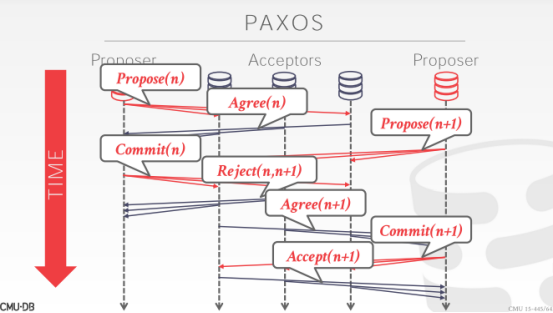 PAXOS
Proposer
Acceptors
Proposer
Propose(n)
Agree(n)
Propose(n+1)
Commit(n)
Reject(n,n+1)
Agree(n+1)
Commit(n+1)
Accept(n+1)
TIME
CMU·DB